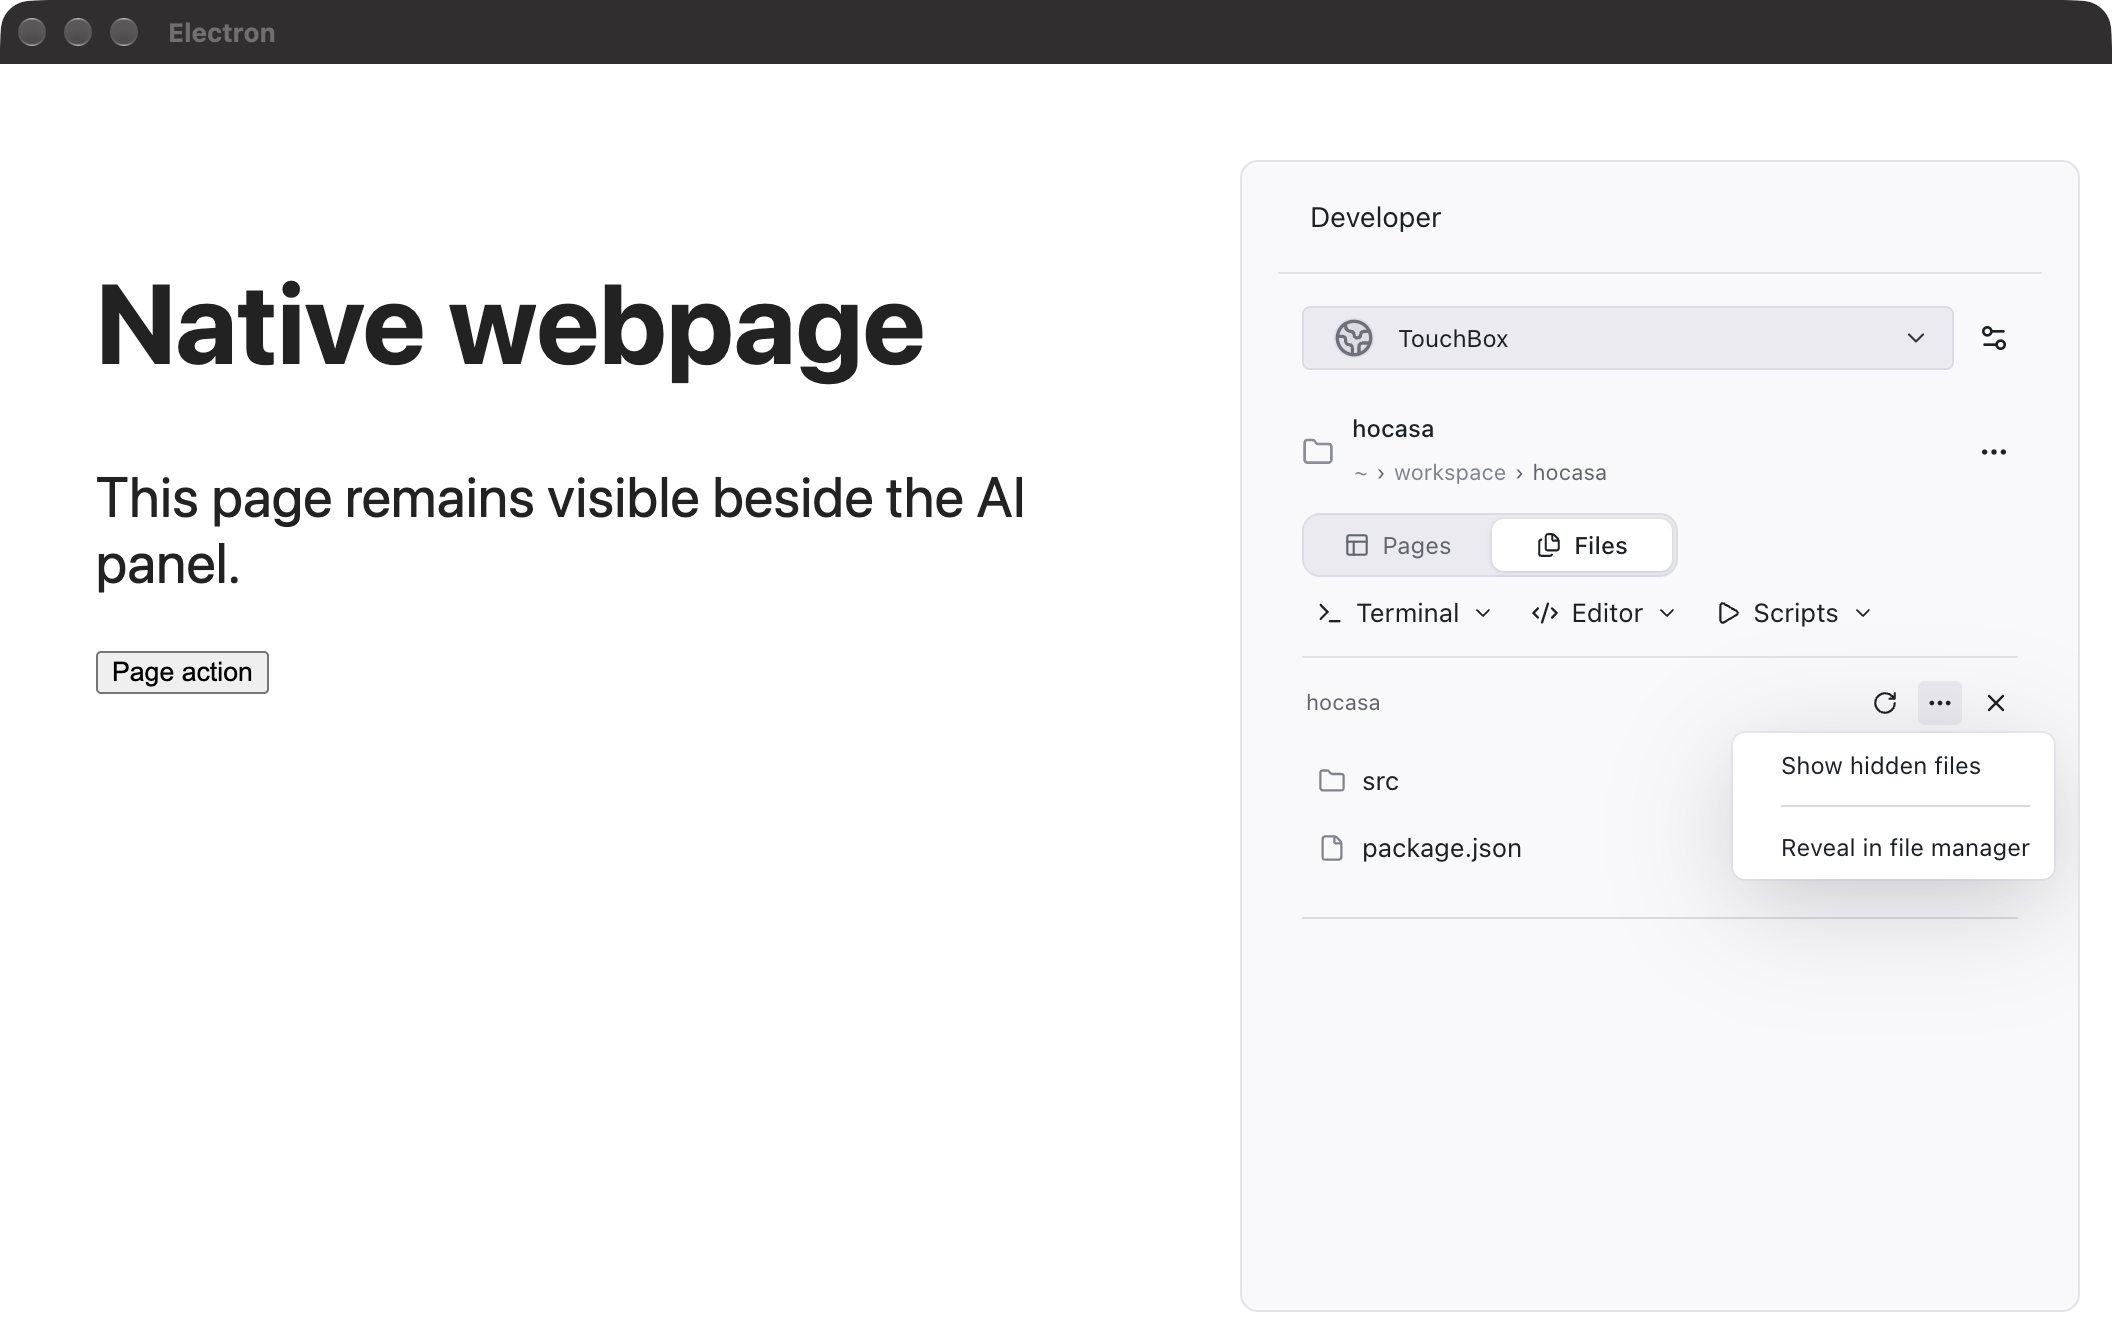 Electron
Native webpage
This page remains visible beside the AI
panel.
Page action
Developer
TouchBox
hocasa
~ › workspace › hocasa
Pages Files
Terminal Editor Scripts
hocasa
Show hidden files
src
Reveal in file manager
package.json